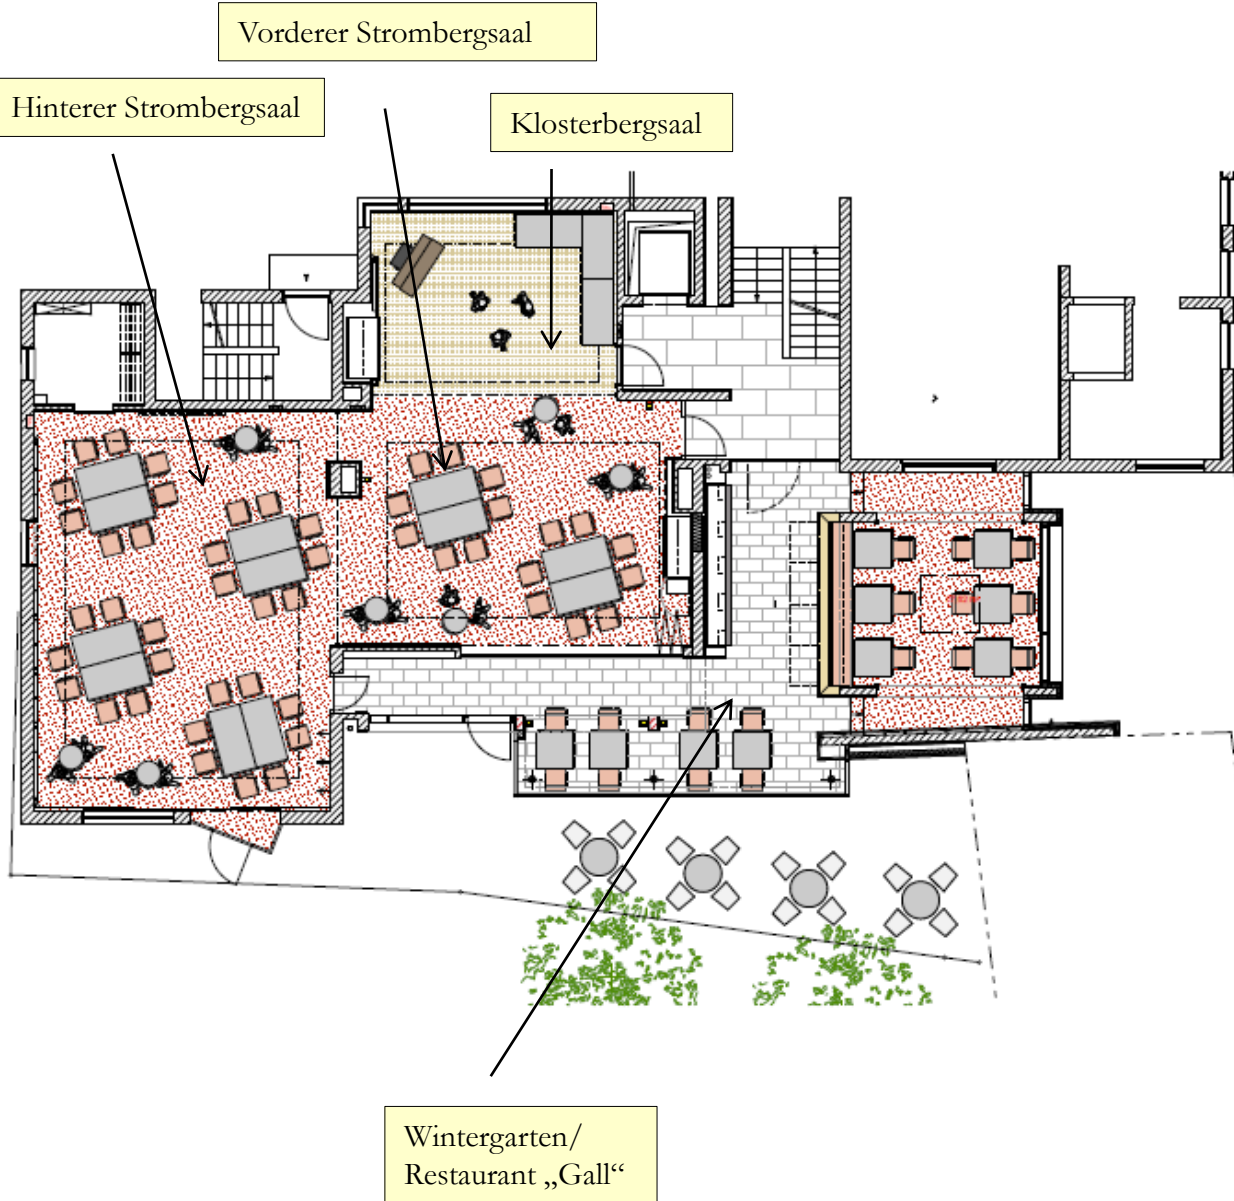 Vorderer Strombergsaal
Hinterer Strombergsaal
Klosterbergsaal
Wintergarten/
Restaurant „Gall“